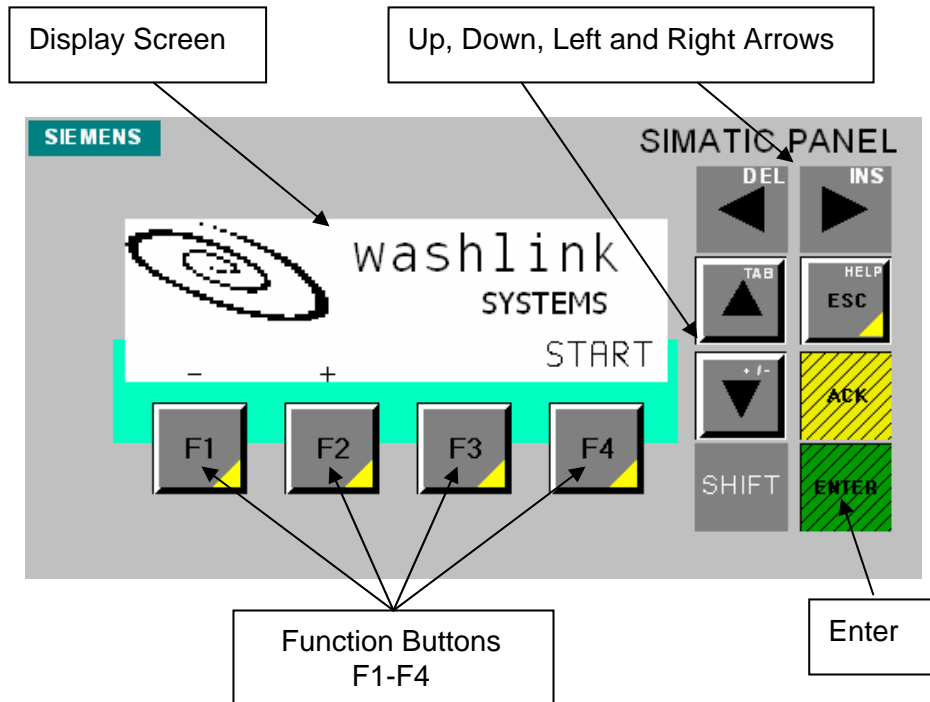 Display Screen
Up, Down, Left and Right Arrows
SIEMENS
SIMATIC PANEL
DEL
INS
washlink
SYSTEMS
START
- +
TAB
HELP
ESC
+/-
ACK
F1 F2 F3 F4
SHIFT
ENTER
Function Buttons
F1-F4
Enter